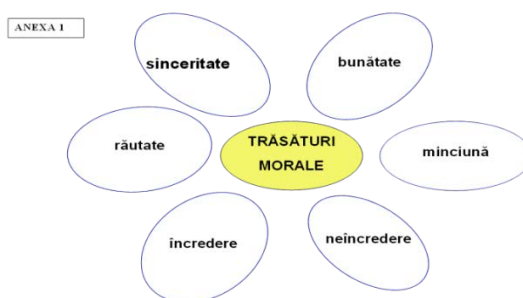 ANEXA 1
sinceritate
bunătate
răutate
TRĂSĂTURI
MORALE
minciună
încredere
neîncredere